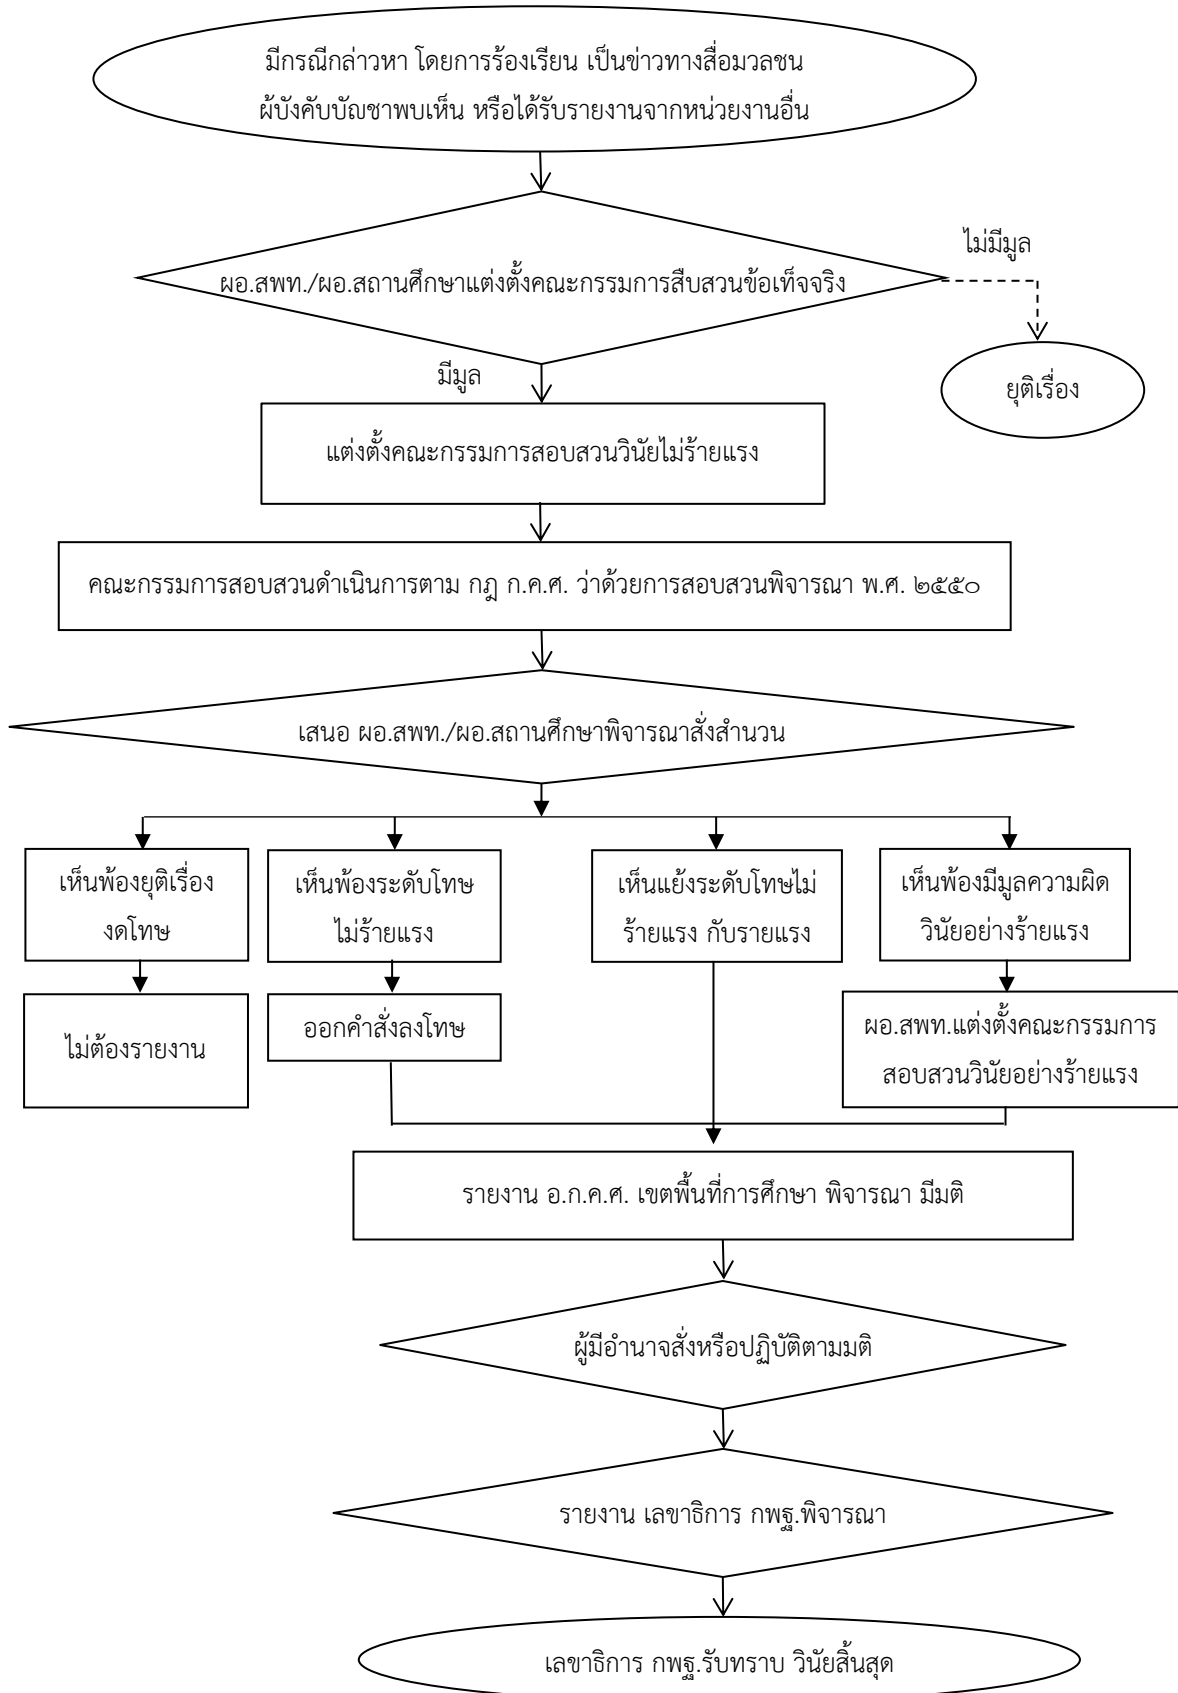 มีกรณีกล่าวหา โดยการร้องเรียน เป็นข่าวทางสื่อมวลชน
ผู้บังคับบัญชาพบเห็น หรือได้รับรายงานจากหน่วยงานอื่น
ไม่มีมูล
ผอ.สพท./ผอ.สถานศึกษาแต่งตั้งคณะกรรมการสืบสวนข้อเท็จจริง
มีมูล
ยุติเรื่อง
แต่งตั้งคณะกรรมการสอบสวนวินัยไม่ร้ายแรง
คณะกรรมการสอบสวนดำเนินการตาม กฎ ก.ค.ศ. ว่าด้วยการสอบสวนพิจารณา พ.ศ. ๒๕๕๐
เสนอ ผอ.สพท./ผอ.สถานศึกษาพิจารณาสั่งสำนวน
เห็นพ้องยุติเรื่อง
งดโทษ
เห็นพ้องระดับโทษ
ไม่ร้ายแรง
เห็นแย้งระดับโทษไม่
ร้ายแรง กับรายแรง
เห็นพ้องมีมูลความผิด
วินัยอย่างร้ายแรง
ไม่ต้องรายงาน
ออกคำสั่งลงโทษ
ผอ.สพท.แต่งตั้งคณะกรรมการ
สอบสวนวินัยอย่างร้ายแรง
รายงาน อ.ก.ค.ศ. เขตพื้นที่การศึกษา พิจารณา มีมติ
ผู้มีอำนาจสั่งหรือปฏิบัติตามมติ
รายงาน เลขาธิการ กพฐ.พิจารณา
เลขาธิการ กพฐ.รับทราบ วินัยสิ้นสุด